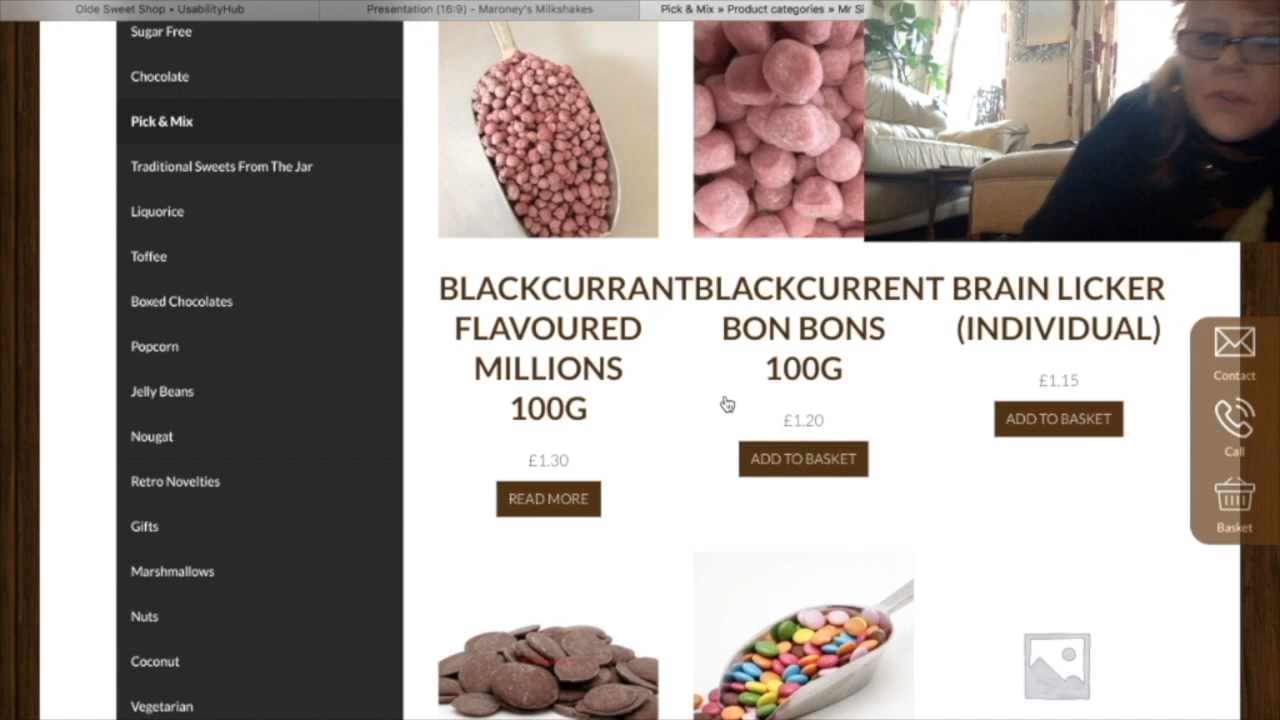 Olde Sweet Shop • UsabilityHub
Presentation (16:9) - Maroney's Milkshakes
Pick & Mix » Product categories » Mr Si
Sugar Free
Chocolate
Pick & Mix
Traditional Sweets From The Jar
Liquorice
Toffee
Boxed Chocolates
Popcorn
Jelly Beans
Nougat
Retro Novelties
Gifts
Marshmallows
Nuts
Coconut
Vegetarian
BLACKCURRANT
FLAVOURED
MILLIONS
100G
£1.30
READ MORE
BLACKCURRENT
BON BONS
100G
£1.20
ADD TO BASKET
BRAIN LICKER
(INDIVIDUAL)
£1.15
ADD TO BASKET
Contact
Call
Basket